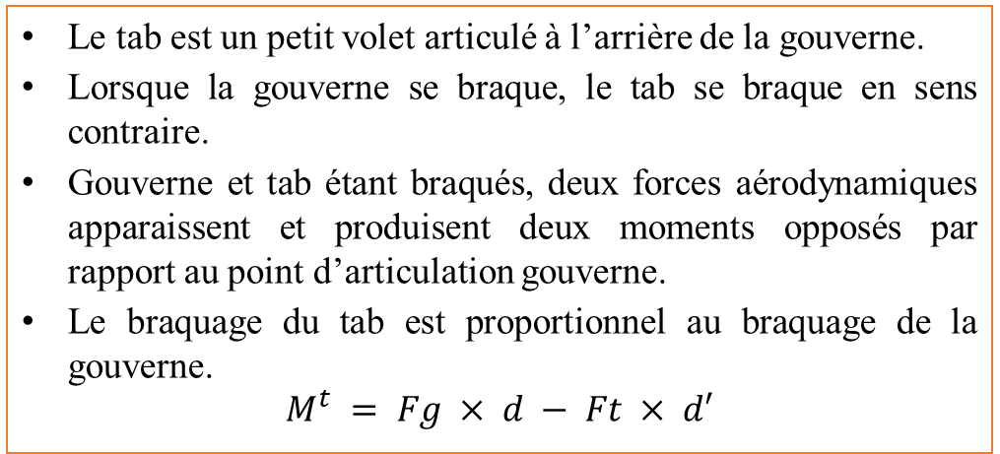 • Le tab est un petit volet articulé à l’arrière de la gouverne.
• Lorsque la gouverne se braque, le tab se braque en sens
contraire.
• Gouverne et tab étant braqués, deux forces aérodynamiques
apparaissent et produisent deux moments opposés par
rapport au point d’articulation gouverne.
• Le braquage du tab est proportionnel au braquage de la
gouverne.
Mᵗ = Fg × d − Ft × d′